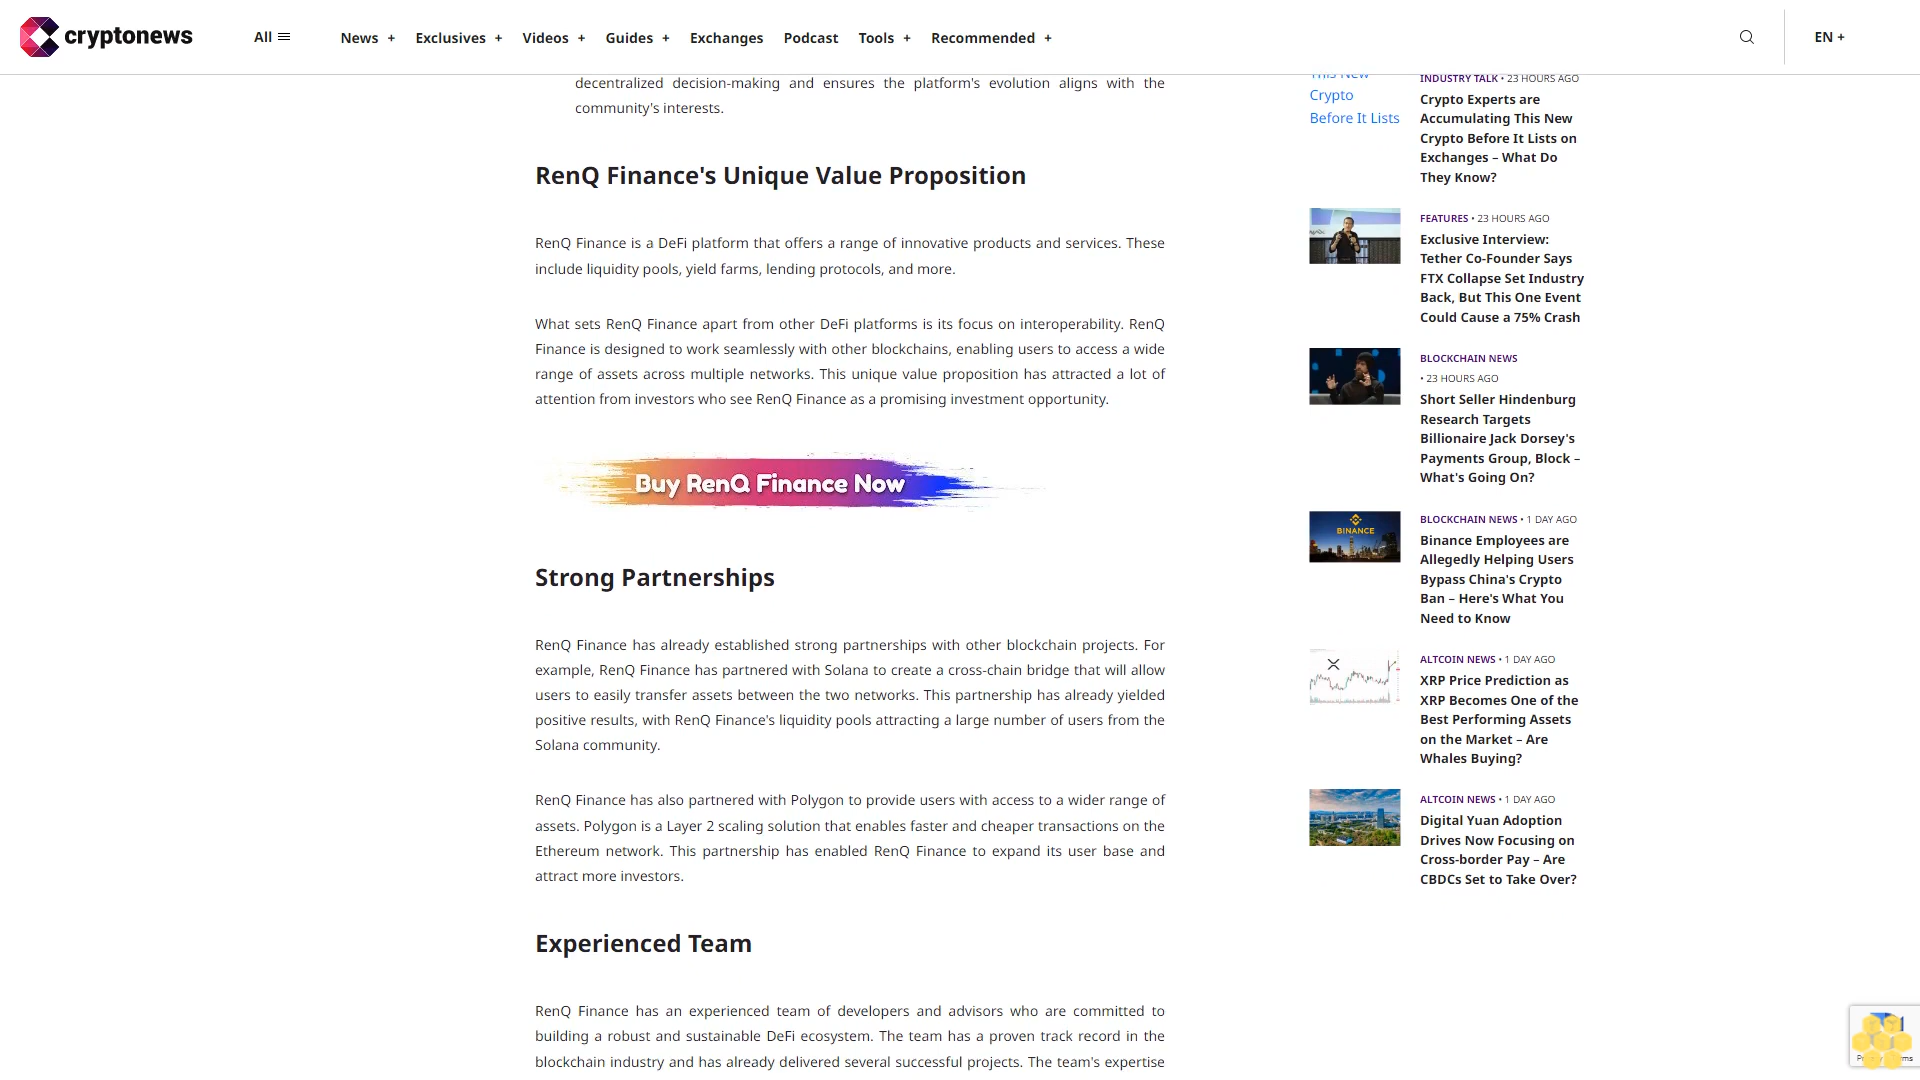 cryptonews
All
News +
Exclusives +
Videos +
Guides +
Exchanges
Podcast
Tools +
Recommended +
EN +
decentralized decision-making and ensures the platform's evolution aligns with the
community's interests.
RenQ Finance's Unique Value Proposition
RenQ Finance is a DeFi platform that offers a range of innovative products and services. These
include liquidity pools, yield farms, lending protocols, and more.
What sets RenQ Finance apart from other DeFi platforms is its focus on interoperability. RenQ
Finance is designed to work seamlessly with other blockchains, enabling users to access a wide
range of assets across multiple networks. This unique value proposition has attracted a lot of
attention from investors who see RenQ Finance as a promising investment opportunity.
Buy RenQ Finance Now
Strong Partnerships
RenQ Finance has already established strong partnerships with other blockchain projects. For
example, RenQ Finance has partnered with Solana to create a cross-chain bridge that will allow
users to easily transfer assets between the two networks. This partnership has already yielded
positive results, with RenQ Finance's liquidity pools attracting a large number of users from the
Solana community.
RenQ Finance has also partnered with Polygon to provide users with access to a wider range of
assets. Polygon is a Layer 2 scaling solution that enables faster and cheaper transactions on the
Ethereum network. This partnership has enabled RenQ Finance to expand its user base and
attract more investors.
Experienced Team
RenQ Finance has an experienced team of developers and advisors who are committed to
building a robust and sustainable DeFi ecosystem. The team has a proven track record in the
blockchain industry and has already delivered several successful projects. The team's expertise
This New
Crypto
Before It Lists
INDUSTRY TALK • 23 HOURS AGO
Crypto Experts are
Accumulating This New
Crypto Before It Lists on
Exchanges – What Do
They Know?
FEATURES • 23 HOURS AGO
Exclusive Interview:
Tether Co-Founder Says
FTX Collapse Set Industry
Back, But This One Event
Could Cause a 75% Crash
BLOCKCHAIN NEWS
• 23 HOURS AGO
Short Seller Hindenburg
Research Targets
Billionaire Jack Dorsey's
Payments Group, Block –
What's Going On?
BINANCE
BLOCKCHAIN NEWS • 1 DAY AGO
Binance Employees are
Allegedly Helping Users
Bypass China's Crypto
Ban – Here's What You
Need to Know
ALTCOIN NEWS • 1 DAY AGO
XRP Price Prediction as
XRP Becomes One of the
Best Performing Assets
on the Market – Are
Whales Buying?
ALTCOIN NEWS • 1 DAY AGO
Digital Yuan Adoption
Drives Now Focusing on
Cross-border Pay – Are
CBDCs Set to Take Over?